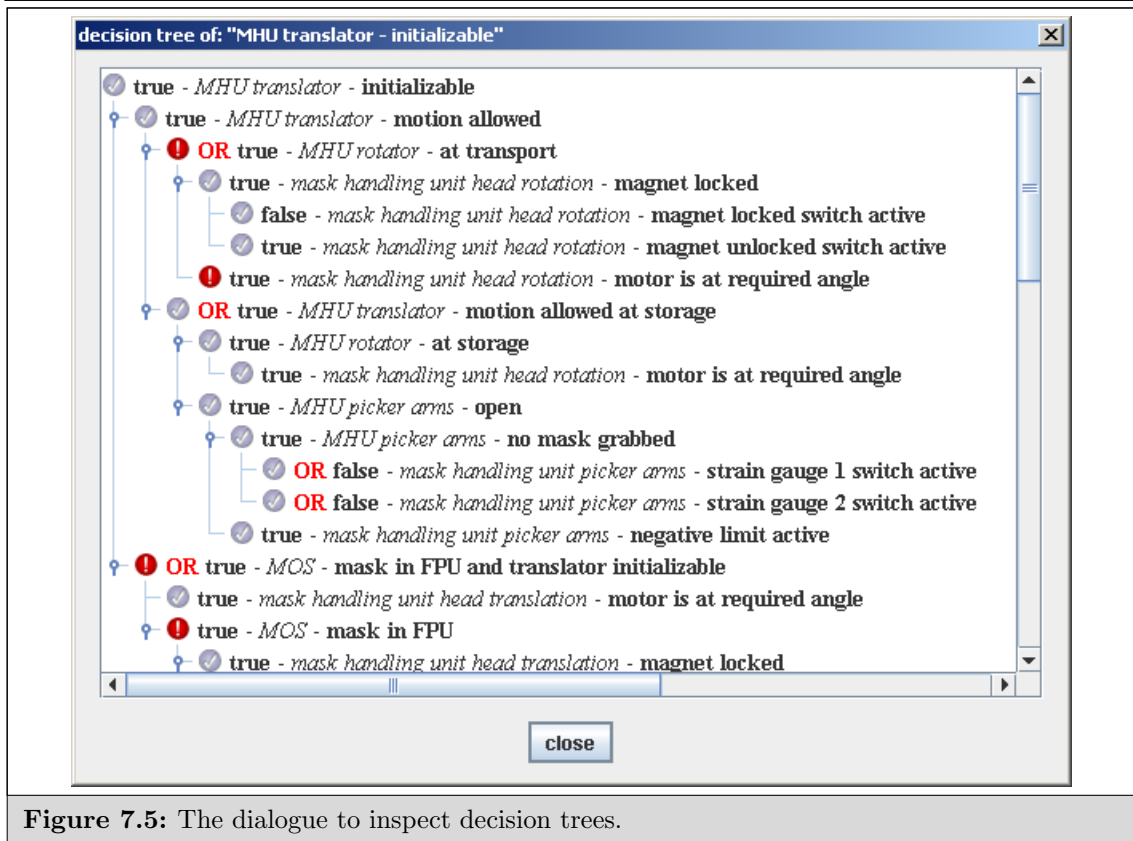 decision tree of: "MHU translator - initializable"
true - MHU translator - initializable
true - MHU translator - motion allowed
OR true - MHU rotator - at transport
true - mask handling unit head rotation - magnet locked
false - mask handling unit head rotation - magnet locked switch active
true - mask handling unit head rotation - magnet unlocked switch active
true - mask handling unit head rotation - motor is at required angle
OR true - MHU translator - motion allowed at storage
true - MHU rotator - at storage
true - mask handling unit head rotation - motor is at required angle
true - MHU picker arms - open
true - MHU picker arms - no mask grabbed
OR false - mask handling unit picker arms - strain gauge 1 switch active
OR false - mask handling unit picker arms - strain gauge 2 switch active
true - mask handling unit picker arms - negative limit active
OR true - MOS - mask in FPU and translator initializable
true - mask handling unit head translation - motor is at required angle
true - MOS - mask in FPU
true - mask handling unit head translation - magnet locked
close
Figure 7.5: The dialogue to inspect decision trees.